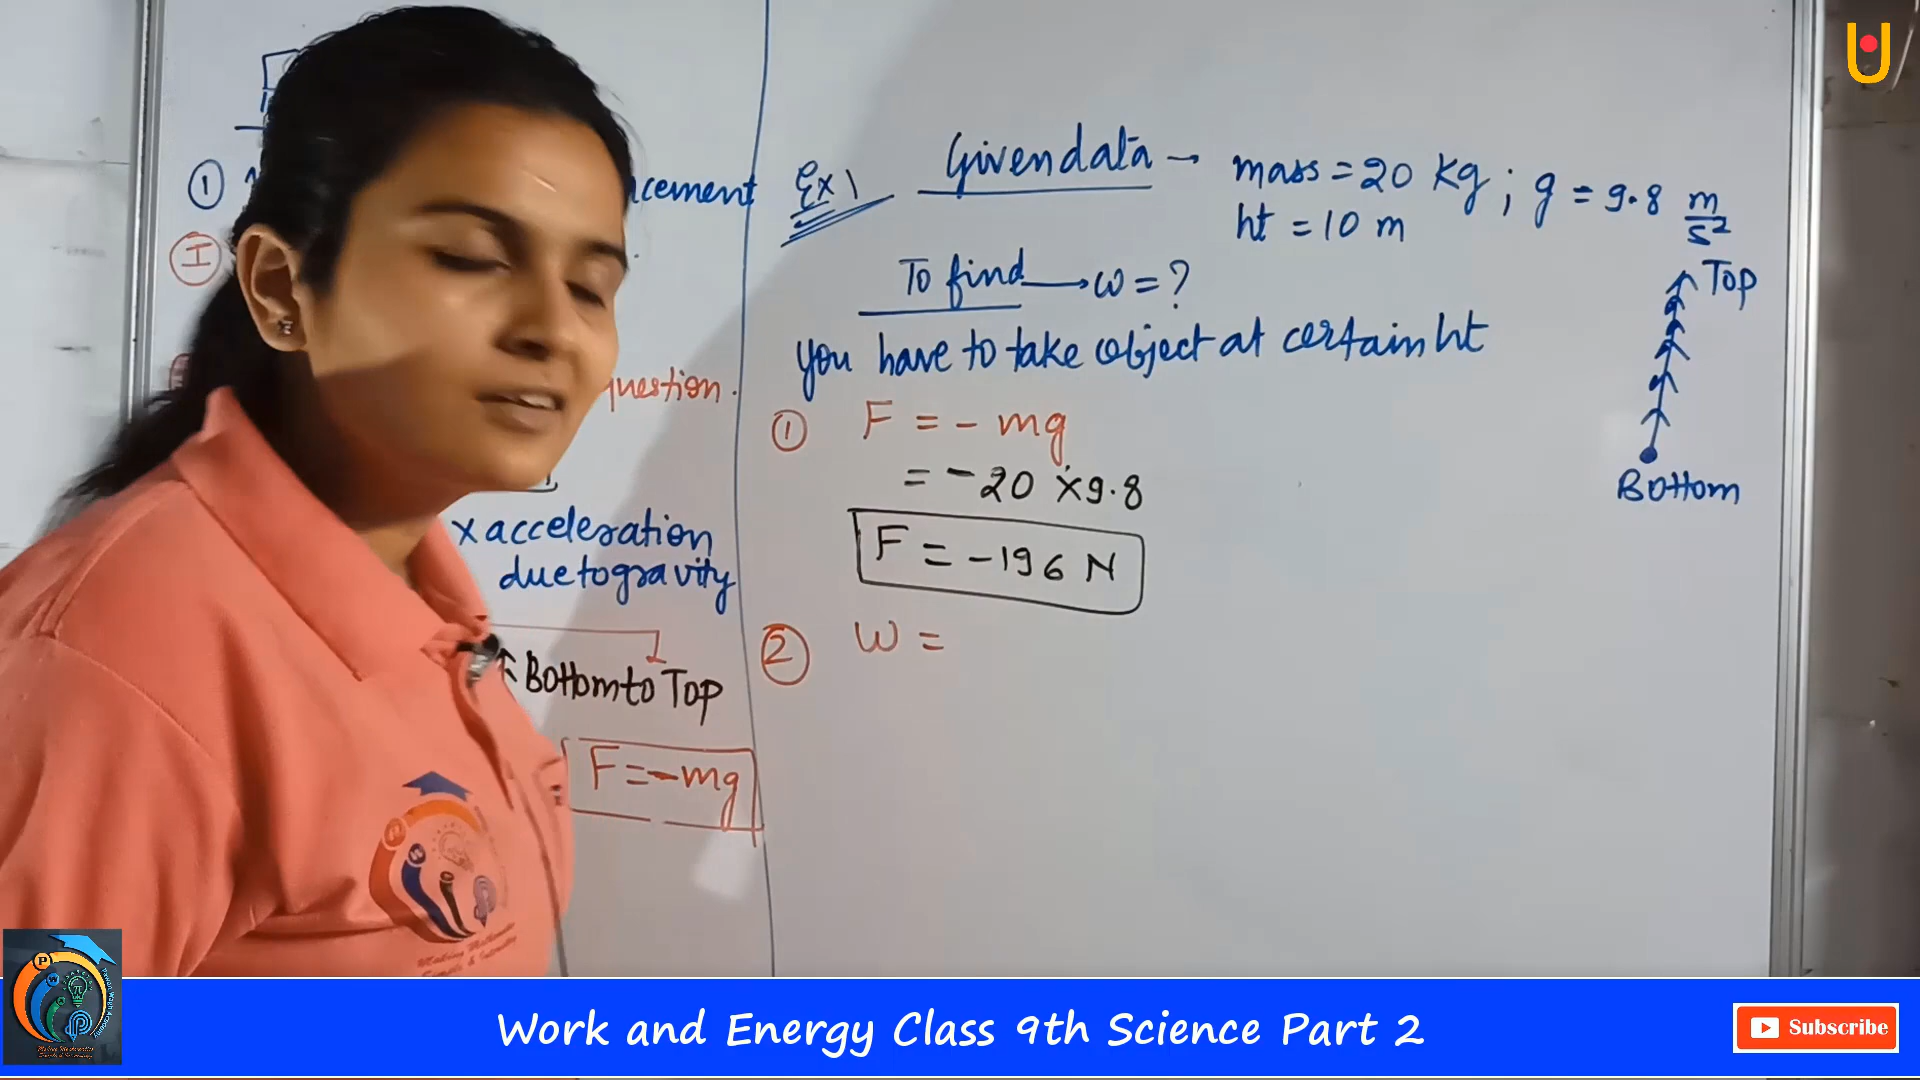 ① cement
I
question.
x acceleration
due to gravity
↑ Bottom to Top
F = -mg
Ex 1
Given data → mass = 20 kg ; g = 9.8 m/s²
ht = 10 m
To find → W = ?
you have to take object at certain ht
① F = - mg
= -20 × 9.8
F = -196 N
② W =
Top
Bottom
Work and Energy Class 9th Science Part 2
Subscribe